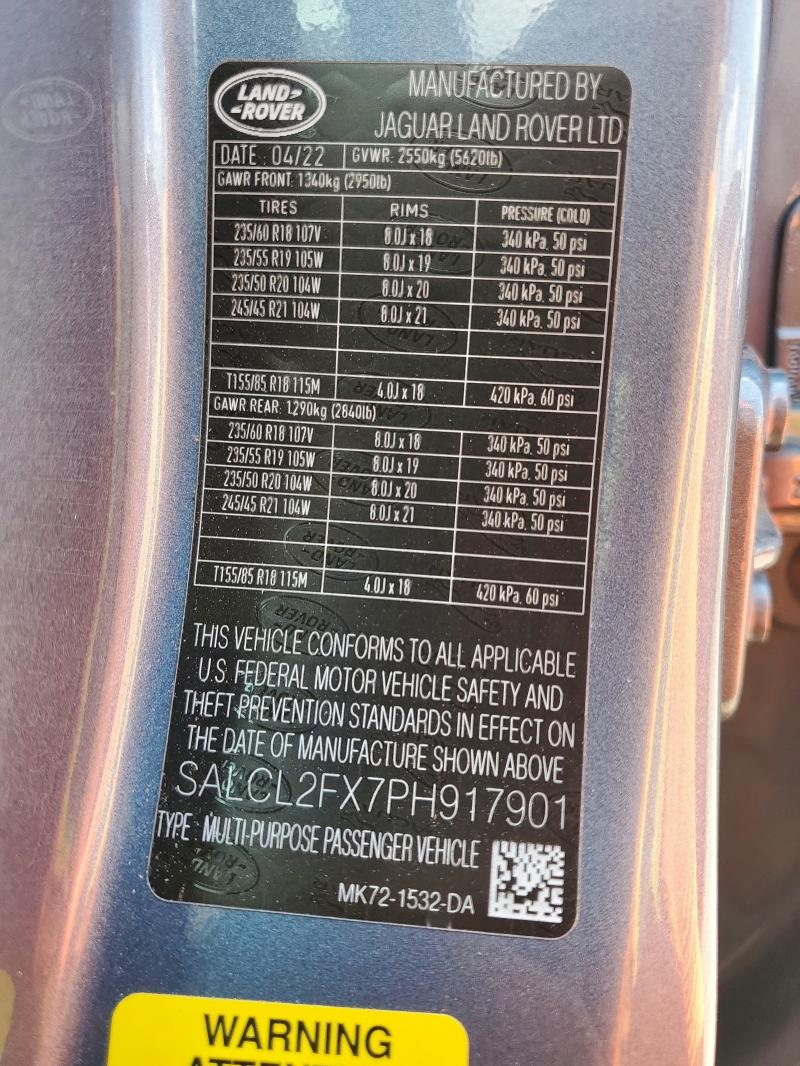 LAND-
-ROVER
MANUFACTURED BY
JAGUAR LAND ROVER LTD
DATE : 04/22 GVWR: 2550kg (5620lb)
GAWR FRONT: 1340kg (2950lb)
TIRES RIMS PRESSURE (COLD)
235/60 R18 107V 8.0J x 18 340 kPa. 50 psi
235/55 R19 105W 8.0J x 19 340 kPa. 50 psi
235/50 R20 104W 8.0J x 20 340 kPa. 50 psi
245/45 R21 104W 8.0J x 21 340 kPa. 50 psi
T155/85 R18 115M 4.0J x 18 420 kPa. 60 psi
GAWR REAR: 1290kg (2840lb)
235/60 R18 107V 8.0J x 18 340 kPa. 50 psi
235/55 R19 105W 8.0J x 19 340 kPa. 50 psi
235/50 R20 104W 8.0J x 20 340 kPa. 50 psi
245/45 R21 104W 8.0J x 21 340 kPa. 50 psi
T155/85 R18 115M 4.0J x 18 420 kPa. 60 psi
THIS VEHICLE CONFORMS TO ALL APPLICABLE
U.S. FEDERAL MOTOR VEHICLE SAFETY AND
THEFT PREVENTION STANDARDS IN EFFECT ON
THE DATE OF MANUFACTURE SHOWN ABOVE
SALCL2FX7PH917901
TYPE : MULTI-PURPOSE PASSENGER VEHICLE
MK72-1532-DA
WARNING